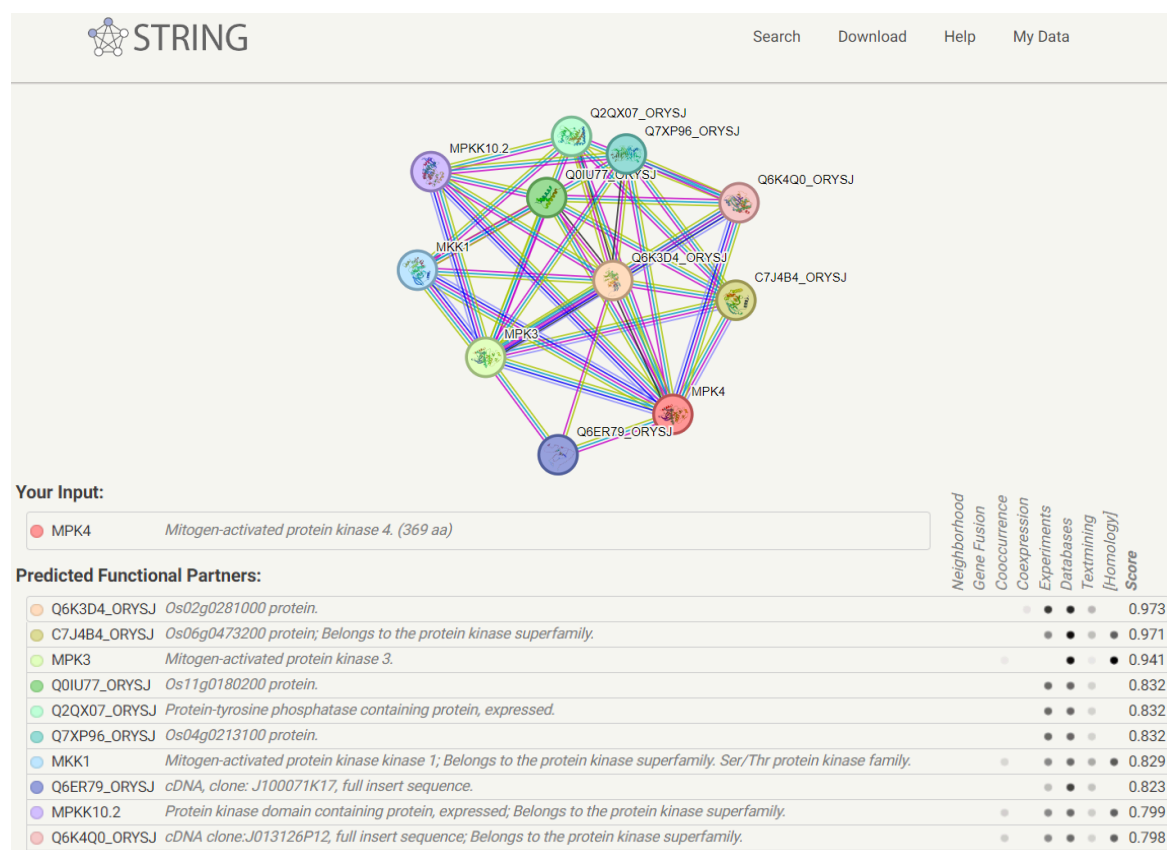 STRING
Search Download Help My Data
Q2QX07_ORYSJ
Q7XP96_ORYSJ
MPKK10.2
Q0IU77_ORYSJ
Q6K4Q0_ORYSJ
MKK1
Q6K3D4_ORYSJ
C7J4B4_ORYSJ
MPK3
MPK4
Q6ER79_ORYSJ
Your Input:
Neighborhood
Gene Fusion
Cooccurrence
Coexpression
Experiments
Databases
Textmining
[Homology]
Score
MPK4 Mitogen-activated protein kinase 4. (369 aa)
Predicted Functional Partners:
Q6K3D4_ORYSJ Os02g0281000 protein. 0.973
C7J4B4_ORYSJ Os06g0473200 protein; Belongs to the protein kinase superfamily. 0.971
MPK3 Mitogen-activated protein kinase 3. 0.941
Q0IU77_ORYSJ Os11g0180200 protein. 0.832
Q2QX07_ORYSJ Protein-tyrosine phosphatase containing protein, expressed. 0.832
Q7XP96_ORYSJ Os04g0213100 protein. 0.832
MKK1 Mitogen-activated protein kinase kinase 1; Belongs to the protein kinase superfamily. Ser/Thr protein kinase family. 0.829
Q6ER79_ORYSJ cDNA, clone: J100071K17, full insert sequence. 0.823
MPKK10.2 Protein kinase domain containing protein, expressed; Belongs to the protein kinase superfamily. 0.799
Q6K4Q0_ORYSJ cDNA clone:J013126P12, full insert sequence; Belongs to the protein kinase superfamily. 0.798